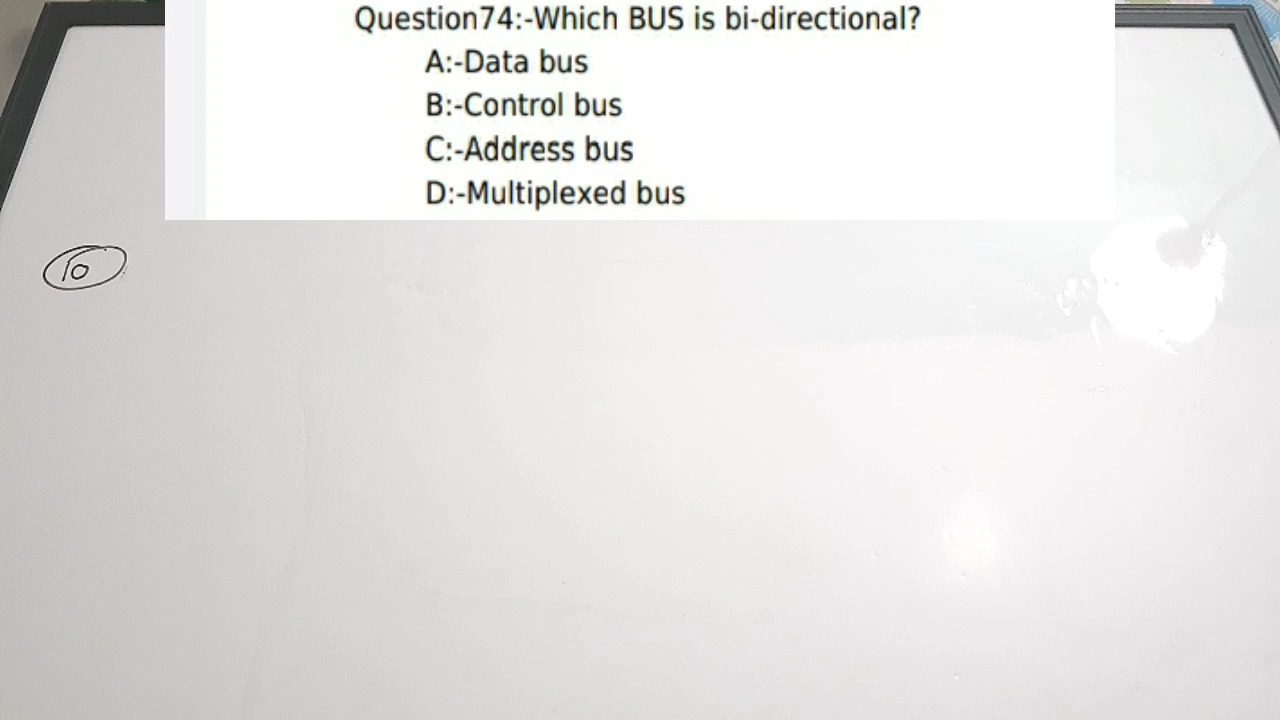 Question74:-Which BUS is bi-directional?
A:-Data bus
B:-Control bus
C:-Address bus
D:-Multiplexed bus
10